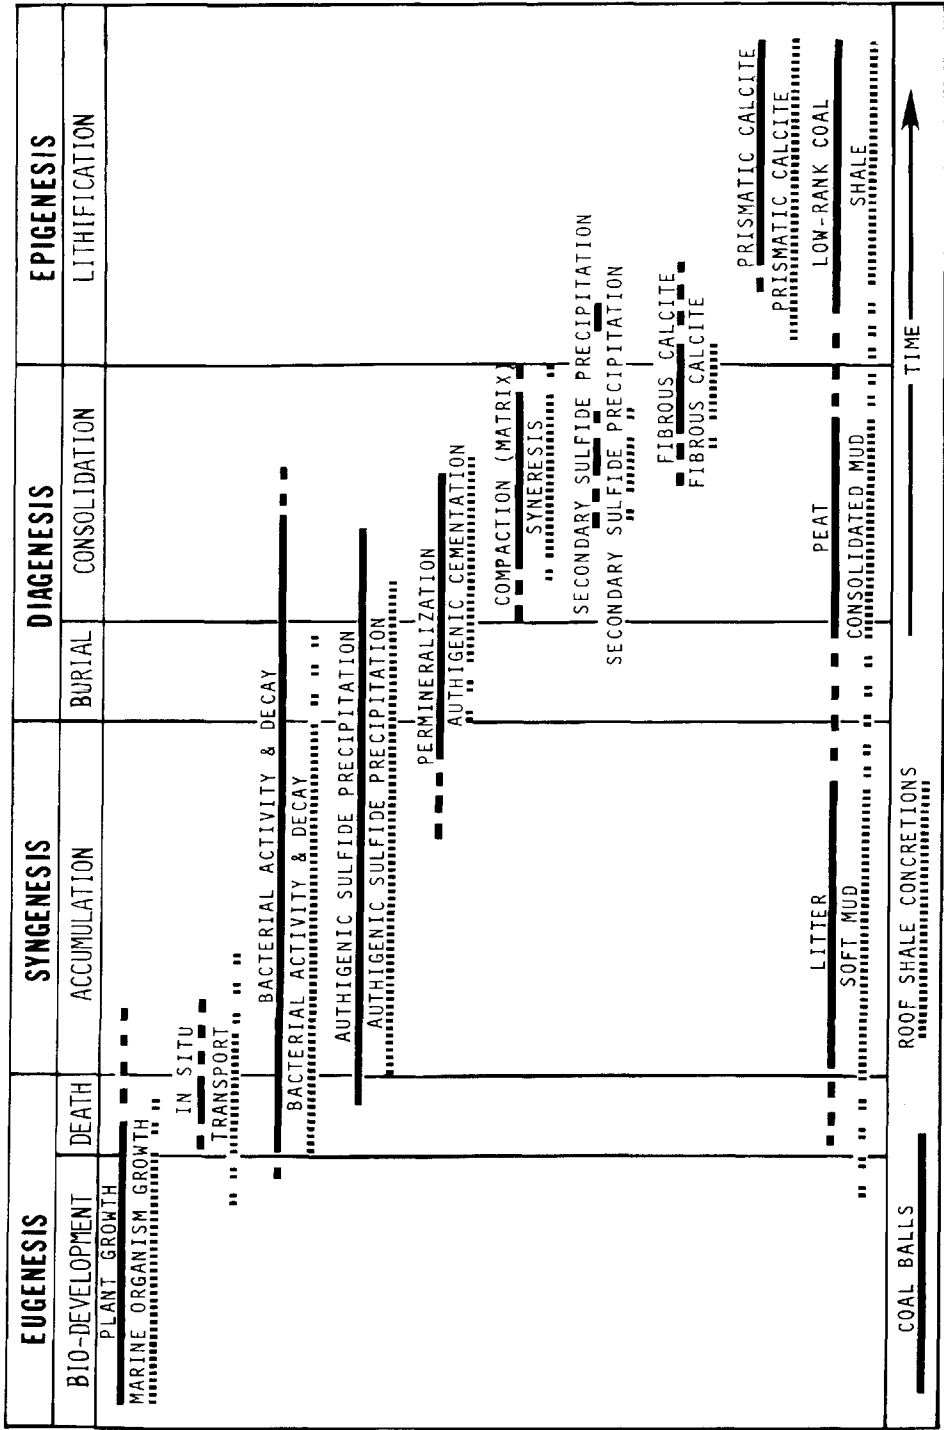 EUGENESIS
SYNGENESIS
DIAGENESIS
EPIGENESIS
BIO-DEVELOPMENT
DEATH
ACCUMULATION
BURIAL
CONSOLIDATION
LITHIFICATION
PLANT GROWTH
MARINE ORGANISM GROWTH
IN SITU
TRANSPORT
BACTERIAL ACTIVITY & DECAY
BACTERIAL ACTIVITY & DECAY
AUTHIGENIC SULFIDE PRECIPITATION
AUTHIGENIC SULFIDE PRECIPITATION
PERMINERALIZATION
AUTHIGENIC CEMENTATION
COMPACTION (MATRIX)
SYNERESIS
SECONDARY SULFIDE PRECIPITATION
SECONDARY SULFIDE PRECIPITATION
FIBROUS CALCITE
FIBROUS CALCITE
PRISMATIC CALCITE
PRISMATIC CALCITE
LITTER
PEAT
LOW-RANK COAL
SOFT MUD
CONSOLIDATED MUD
SHALE
COAL BALLS
ROOF SHALE CONCRETIONS
TIME